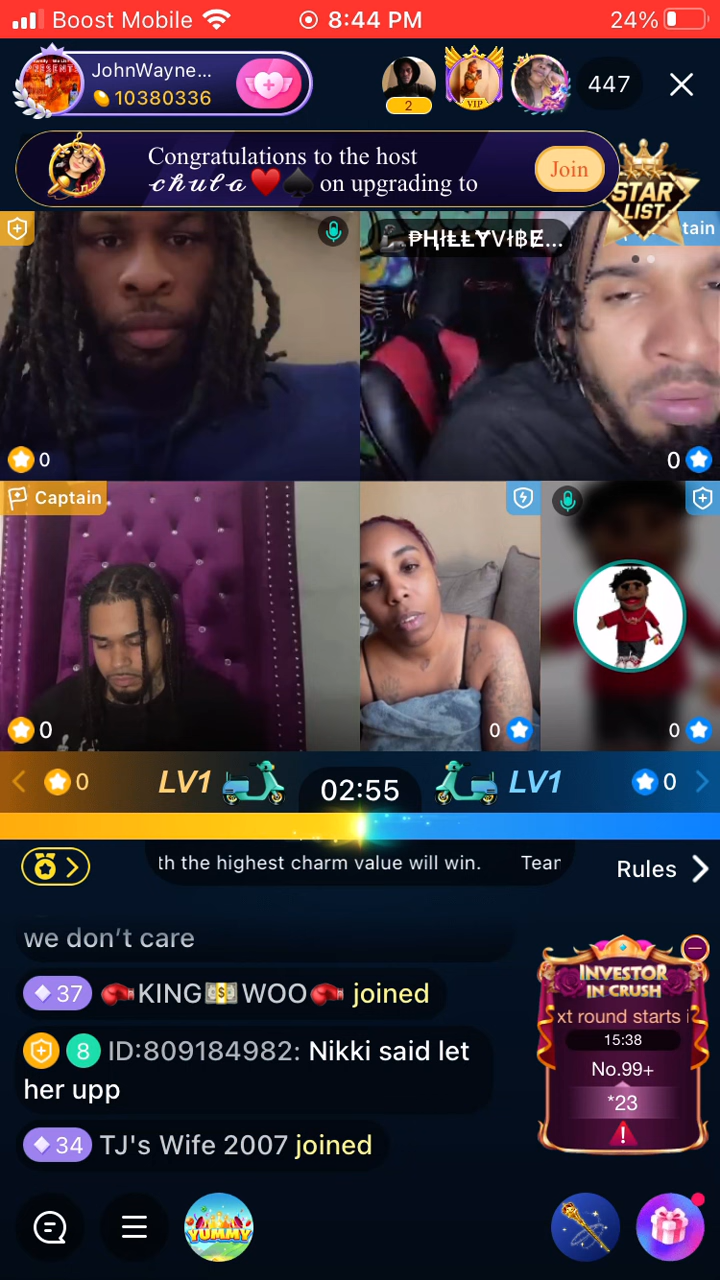 Boost Mobile
8:44 PM
24%
JohnWayne...
10380336
2
VIP
447
Congratulations to the host
𝓬𝓱𝓾𝓵𝓪❤️♠️ on upgrading to
Join
STAR
LIST
₱ⱧłⱠⱠɎVł฿Ɇ...
tain
0
0
Captain
0
0
0
0
LV1
02:55
LV1
0
th the highest charm value will win.
Tear
Rules
we don't care
37 🥊KING💵WOO🥊 joined
8 ID:809184982: Nikki said let
her upp
34 TJ's Wife 2007 joined
INVESTOR
IN CRUSH
xt round starts i
15:38
No.99+
*23
!
YUMMY